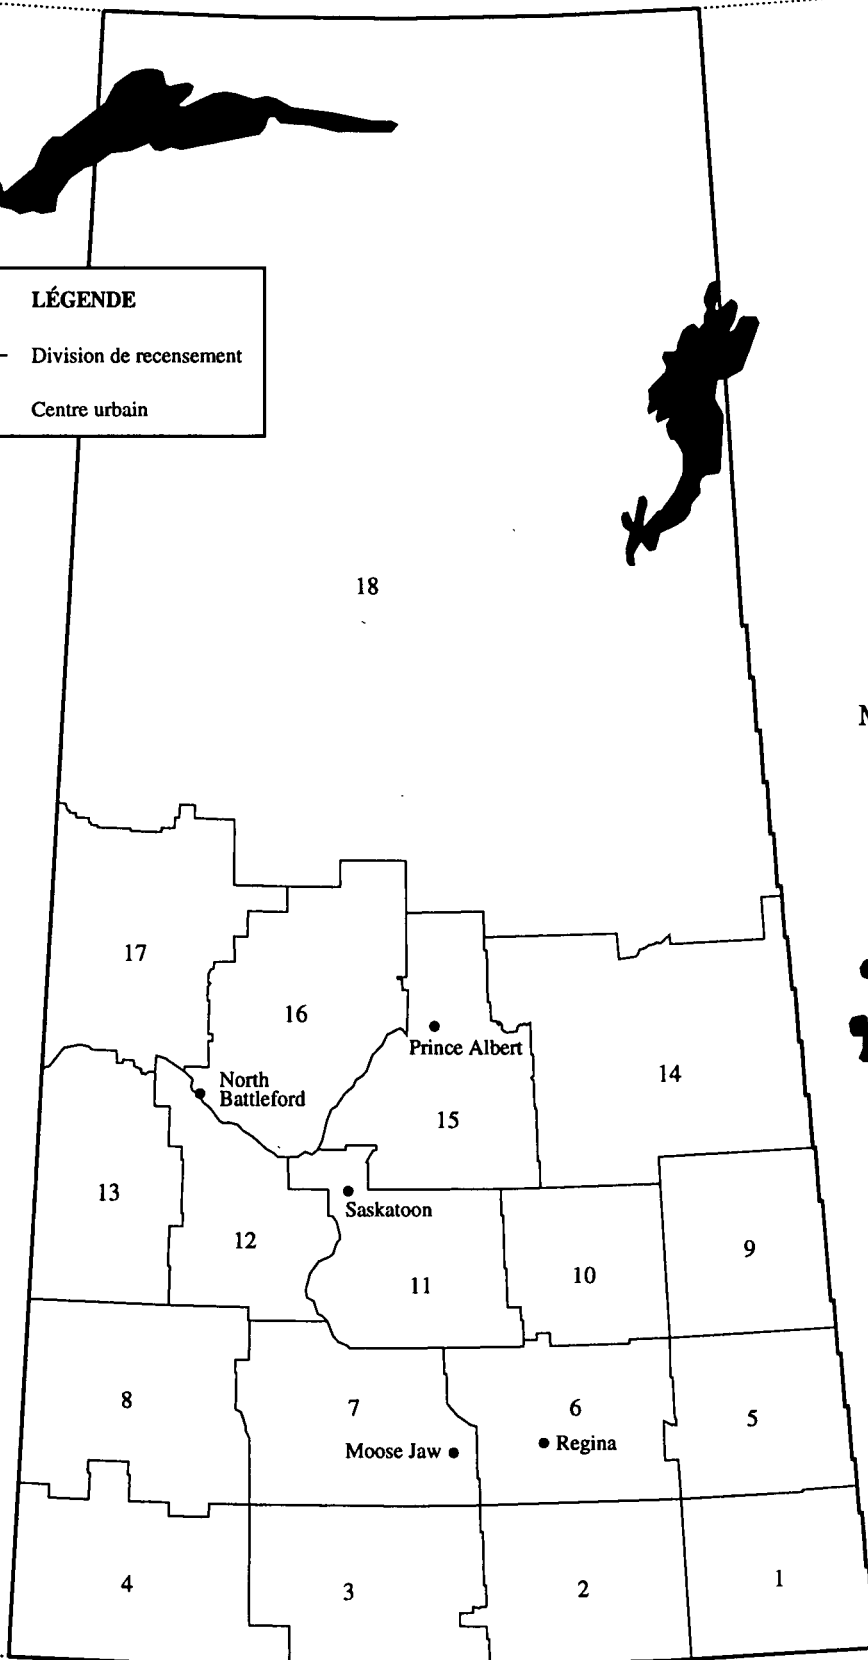 LÉGENDE
Division de recensement
Centre urbain
18
17
16
Prince Albert
North
Battleford
14
15
13
Saskatoon
12
9
10
11
8
7
6
5
Moose Jaw
Regina
4
3
2
1